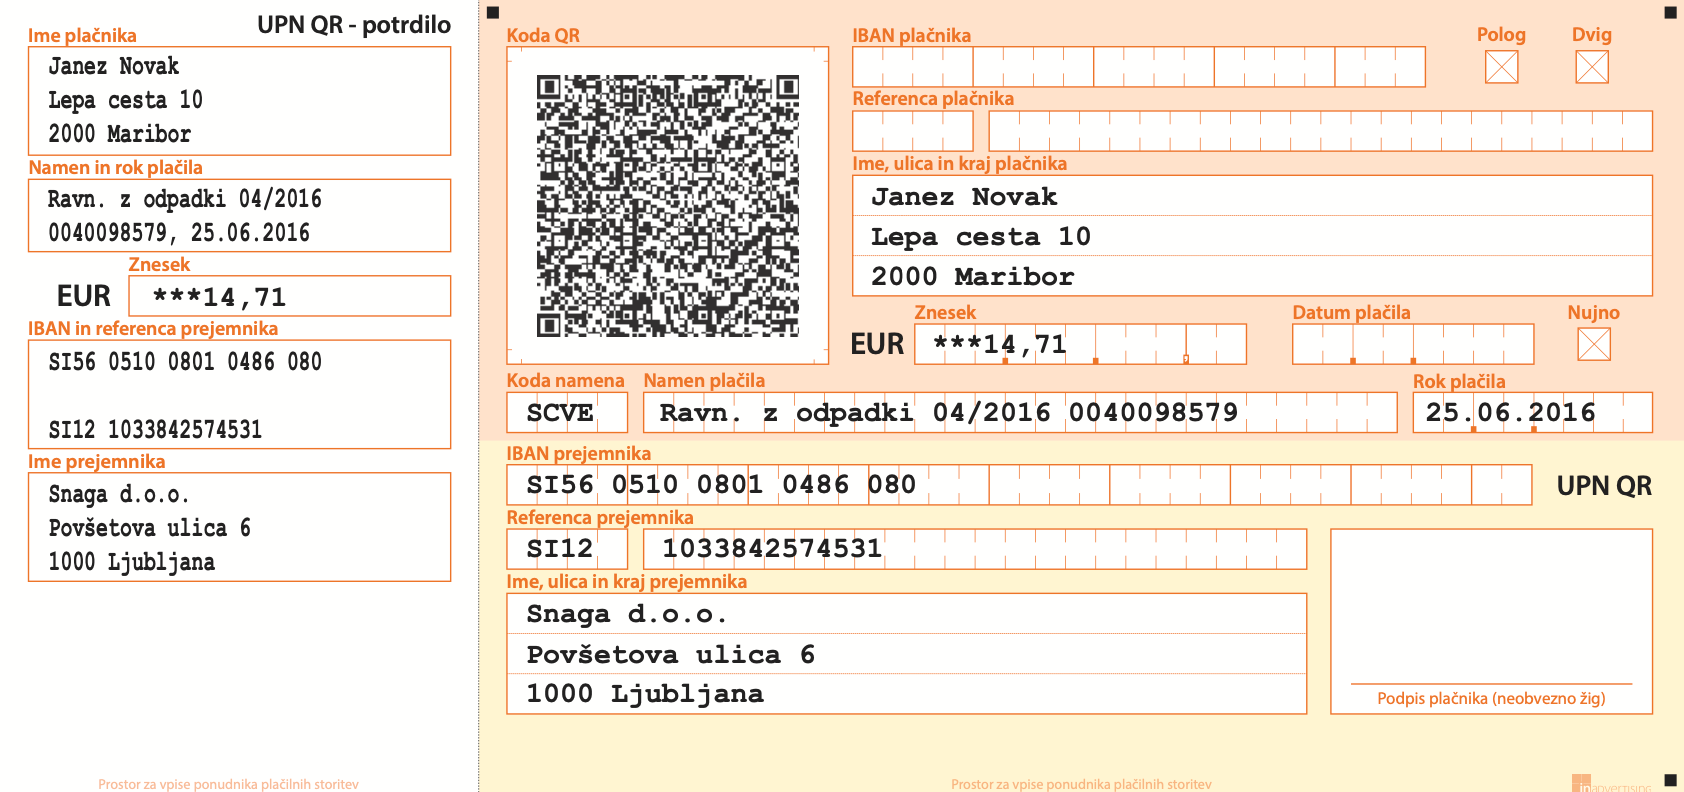 UPN QR - potrdilo
Ime plačnika
Janez Novak
Lepa cesta 10
2000 Maribor
Namen in rok plačila
Ravn. z odpadki 04/2016
0040098579, 25.06.2016
Znesek
EUR ***14,71
IBAN in referenca prejemnika
SI56 0510 0801 0486 080
SI12 1033842574531
Ime prejemnika
Snaga d.o.o.
Povšetova ulica 6
1000 Ljubljana
Prostor za vpise ponudnika plačilnih storitev
Koda QR
IBAN plačnika
Polog
Dvig
Referenca plačnika
Ime, ulica in kraj plačnika
Janez Novak
Lepa cesta 10
2000 Maribor
Znesek
Datum plačila
Nujno
EUR ***14,71
Koda namena
Namen plačila
Rok plačila
SCVE
Ravn. z odpadki 04/2016 0040098579
25.06.2016
IBAN prejemnika
SI56 0510 0801 0486 080
UPN QR
Referenca prejemnika
SI12 1033842574531
Ime, ulica in kraj prejemnika
Snaga d.o.o.
Povšetova ulica 6
1000 Ljubljana
Podpis plačnika (neobvezno žig)
Prostor za vpise ponudnika plačilnih storitev
in advertising